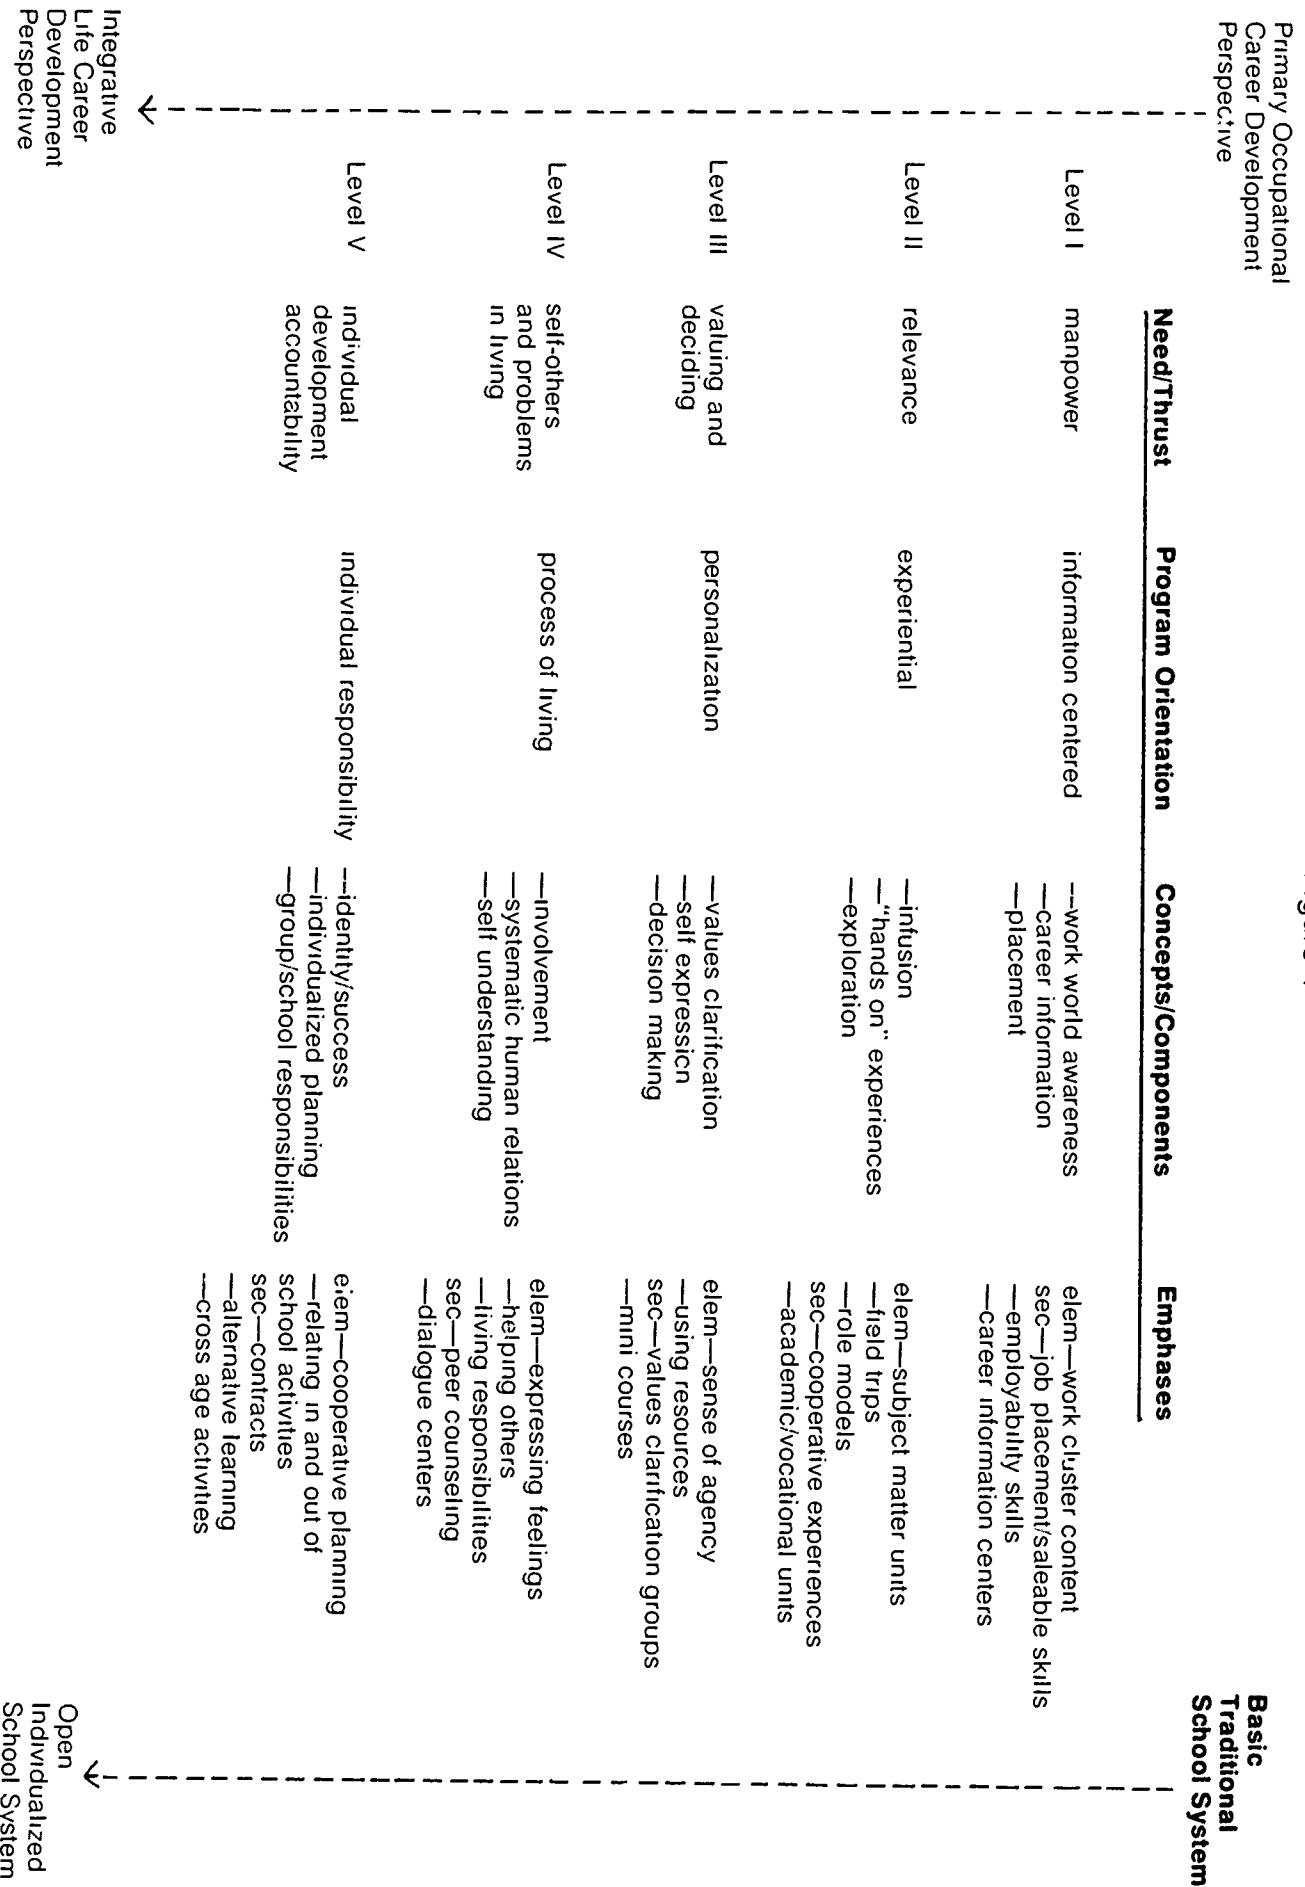 Primary Occupational
Career Development
Perspective
Basic
Traditional
School System
Need/Thrust Program Orientation Concepts/Components Emphases
Level I manpower information centered --work world awareness elem—work cluster content
—career information sec—job placement/saleable skills
—placement —employability skills
—career information centers
Level II relevance experiential —infusion elem—subject matter units
—"hands on" experiences —field trips
—exploration —role models
sec—cooperative experiences
—academic/vocational units
Level III valuing and personalization —values clarification elem—sense of agency
deciding —self expression —using resources
—decision making sec—values clarification groups
—mini courses
Level IV self-others process of living —involvement elem—expressing feelings
and problems —systematic human relations —helping others
in living —self understanding —living responsibilities
sec—peer counseling
—dialogue centers
Level V individual individual responsibility --identity/success elem—cooperative planning
development —individualized planning —relating in and out of
accountability —group/school responsibilities school activities
sec—contracts
—alternative learning
--cross age activities
Integrative
Life Career
Development
Perspective
Open
Individualized
School System